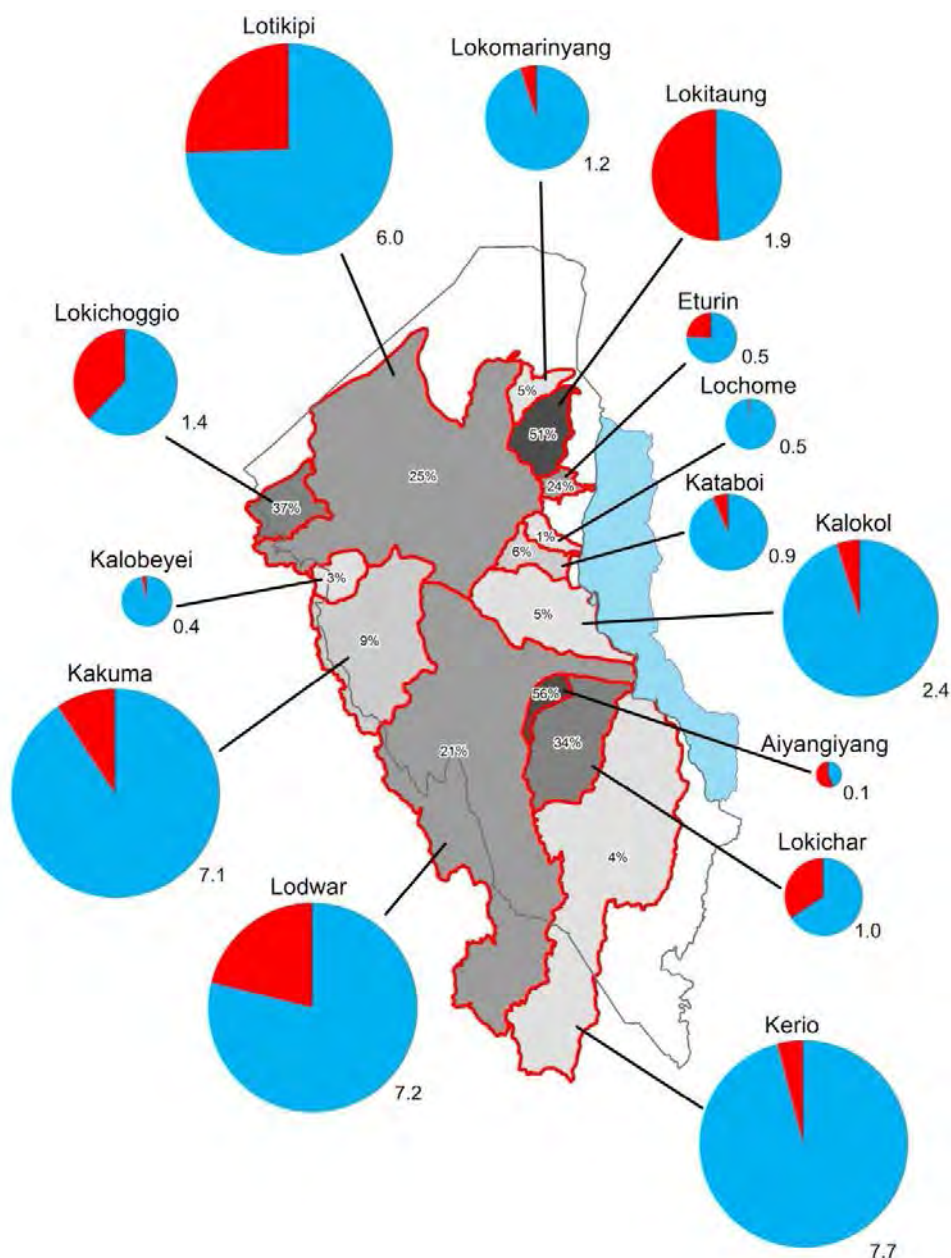 Lotikipi
Lokomarinyang
Lokitaung
1.2
1.9
6.0
Eturin
0.5
Lokichoggio
1.4
Lochome
0.5
5%
51%
25%
24%
37%
Kataboi
0.9
Kalokol
2.4
1%
6%
Kalobeyei
0.4
3%
5%
9%
Kakuma
7.1
56%
34%
21%
Aiyangiyang
0.1
4%
Lokichar
1.0
Lodwar
7.2
Kerio
7.7